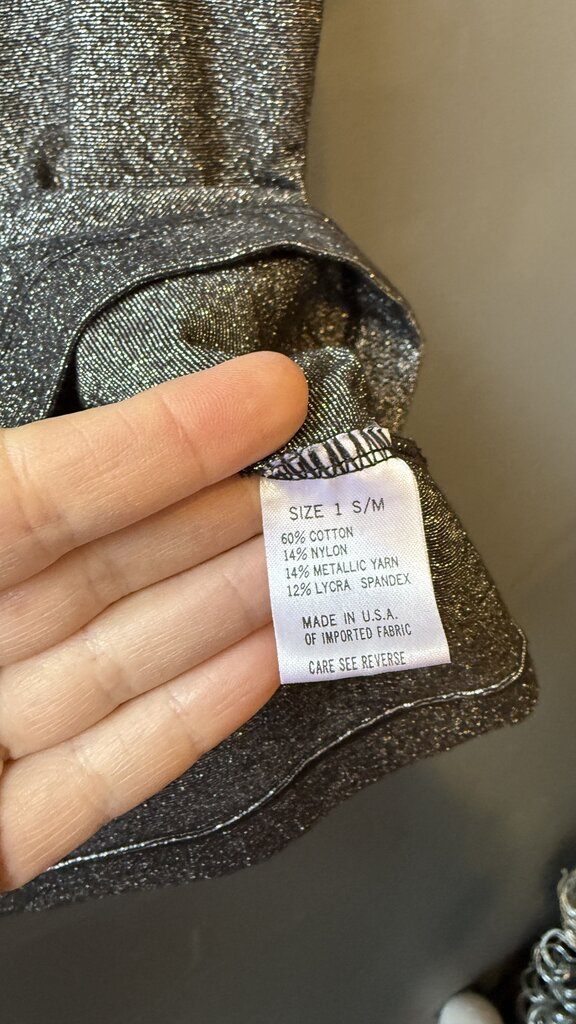 SIZE 1 S/M
60% COTTON
14% NYLON
14% METALLIC YARN
12% LYCRA SPANDEX
MADE IN U.S.A.
OF IMPORTED FABRIC
CARE SEE REVERSE